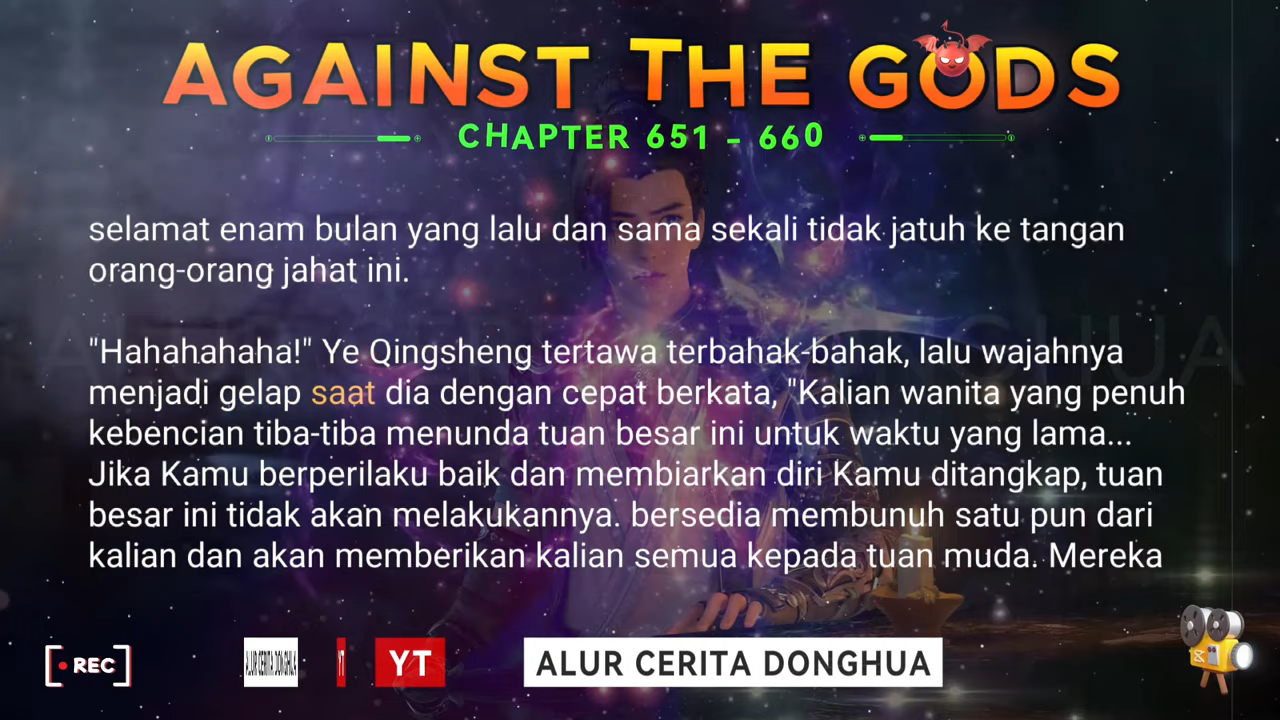 AGAINST THE GODS
CHAPTER 651 - 660
selamat enam bulan yang lalu dan sama sekali tidak jatuh ke tangan
orang-orang jahat ini.
"Hahahahaha!" Ye Qingsheng tertawa terbahak-bahak, lalu wajahnya
menjadi gelap saat dia dengan cepat berkata, "Kalian wanita yang penuh
kebencian tiba-tiba menunda tuan besar ini untuk waktu yang lama...
Jika Kamu berperilaku baik dan membiarkan diri Kamu ditangkap, tuan
besar ini tidak akan melakukannya. bersedia membunuh satu pun dari
kalian dan akan memberikan kalian semua kepada tuan muda. Mereka
REC
ALUR CERITA DONGHUA
YT
YT
ALUR CERITA DONGHUA